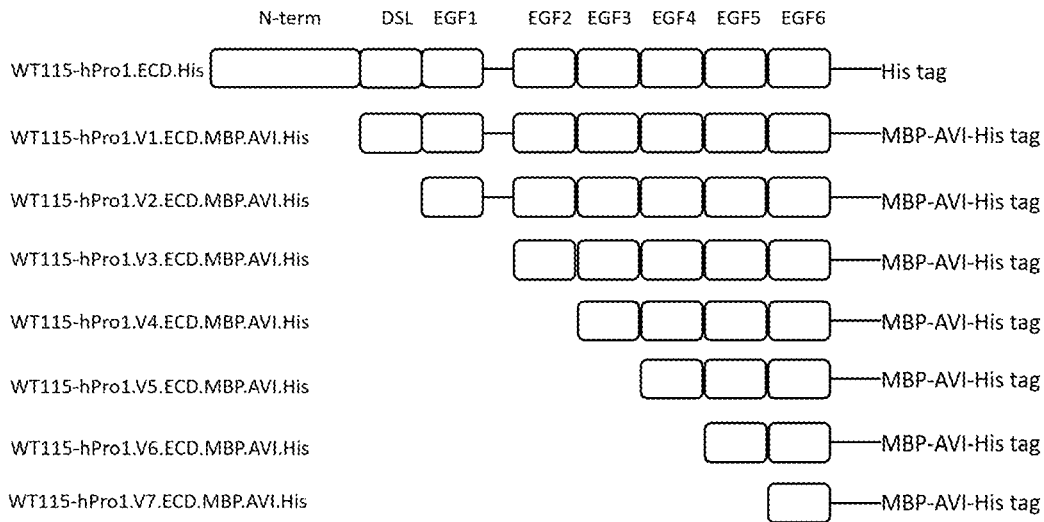 N-term DSL EGF1 EGF2 EGF3 EGF4 EGF5 EGF6
WT115-hPro1.ECD.His His tag
WT115-hPro1.V1.ECD.MBP.AVI.His MBP-AVI-His tag
WT115-hPro1.V2.ECD.MBP.AVI.His MBP-AVI-His tag
WT115-hPro1.V3.ECD.MBP.AVI.His MBP-AVI-His tag
WT115-hPro1.V4.ECD.MBP.AVI.His MBP-AVI-His tag
WT115-hPro1.V5.ECD.MBP.AVI.His MBP-AVI-His tag
WT115-hPro1.V6.ECD.MBP.AVI.His MBP-AVI-His tag
WT115-hPro1.V7.ECD.MBP.AVI.His MBP-AVI-His tag